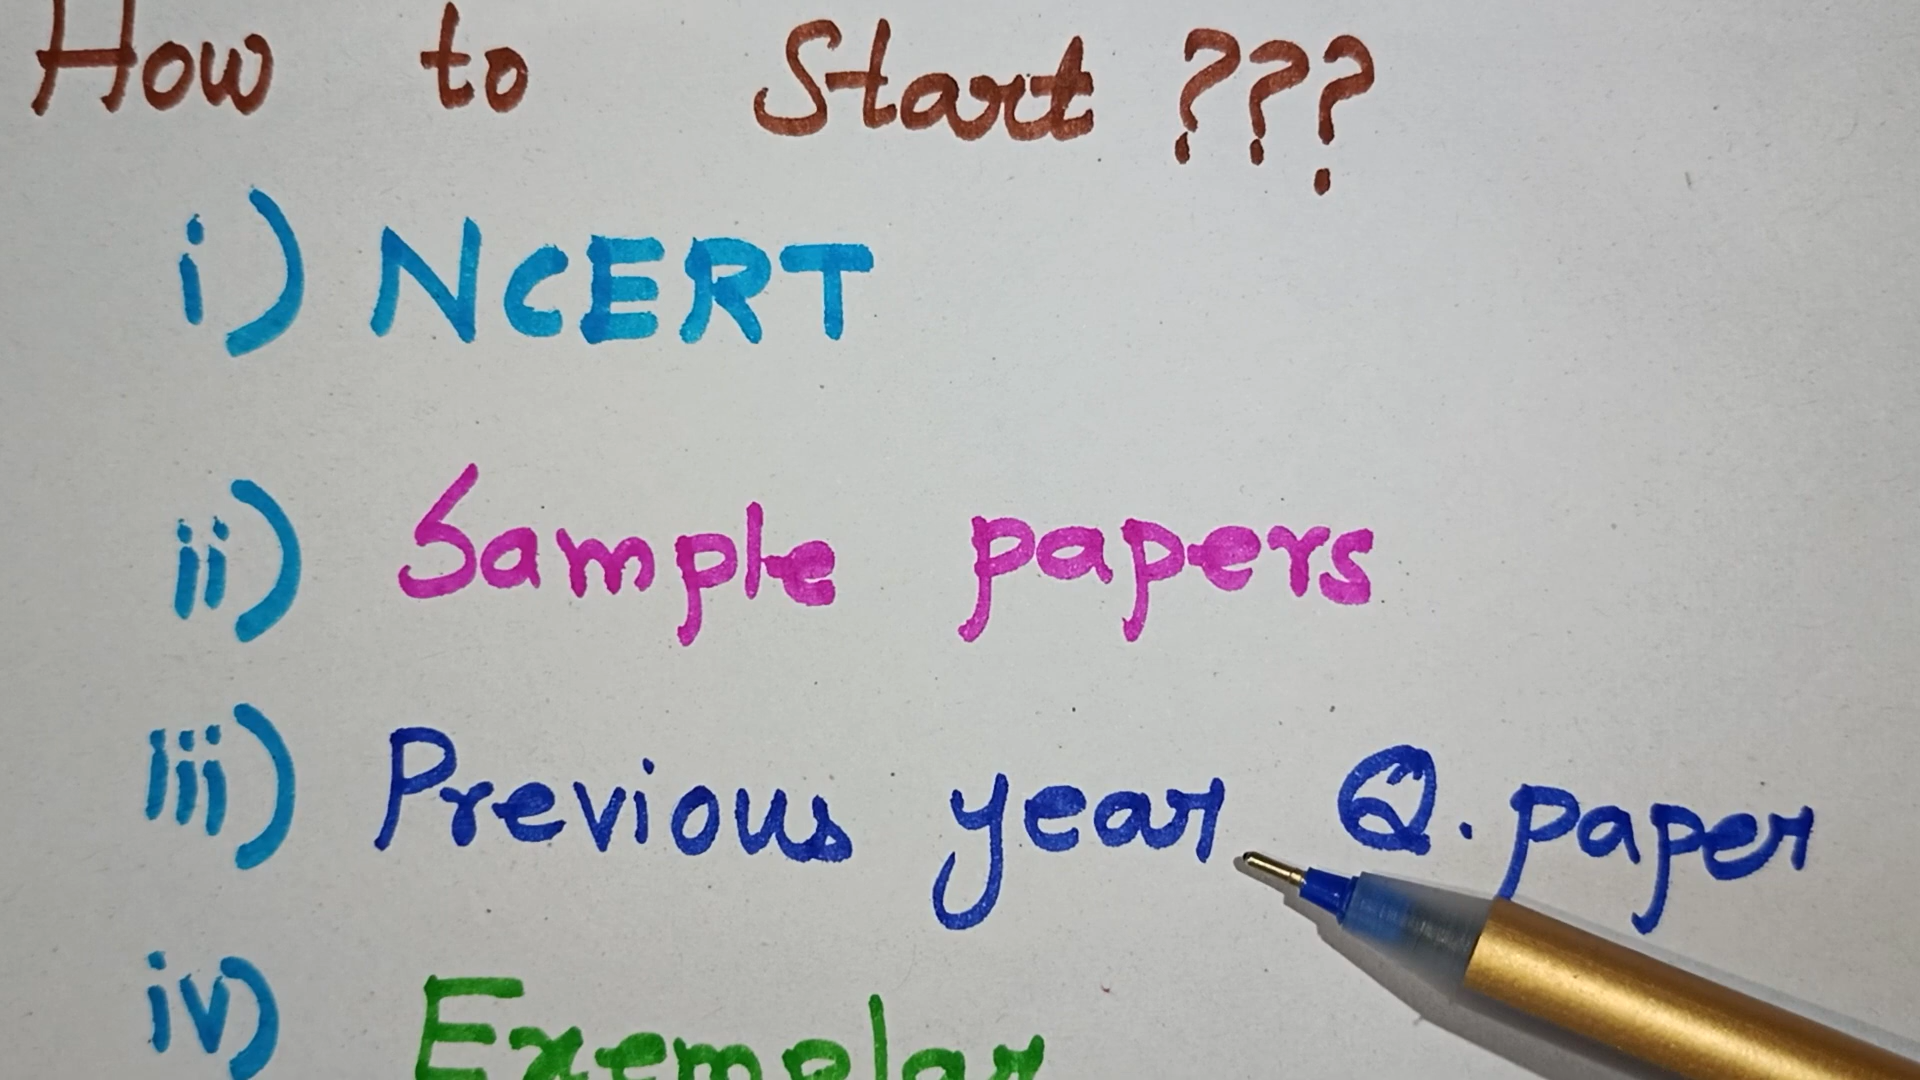 How to Start ???
i) NCERT
ii) Sample papers
iii) Previous year Q. paper
iv) Exemplar